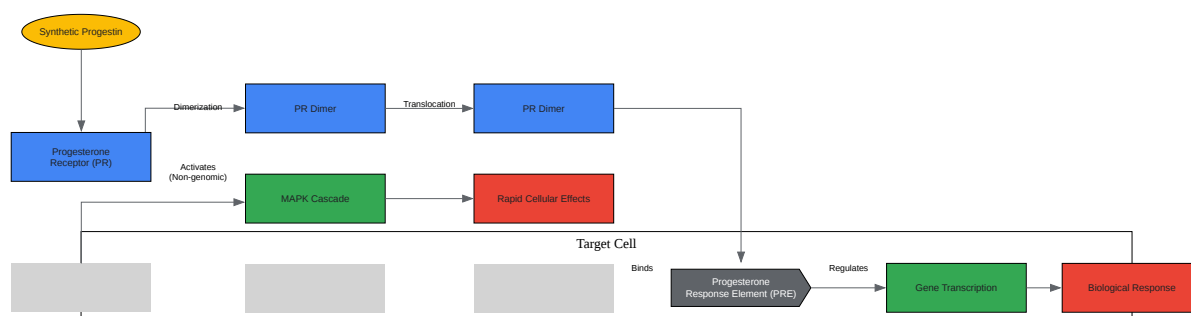 Synthetic Progestin
Dimerization
PR Dimer
Translocation
PR Dimer
Progesterone
Receptor (PR)
Activates
(Non-genomic)
MAPK Cascade
Rapid Cellular Effects
Target Cell
Binds
Progesterone
Response Element (PRE)
Regulates
Gene Transcription
Biological Response